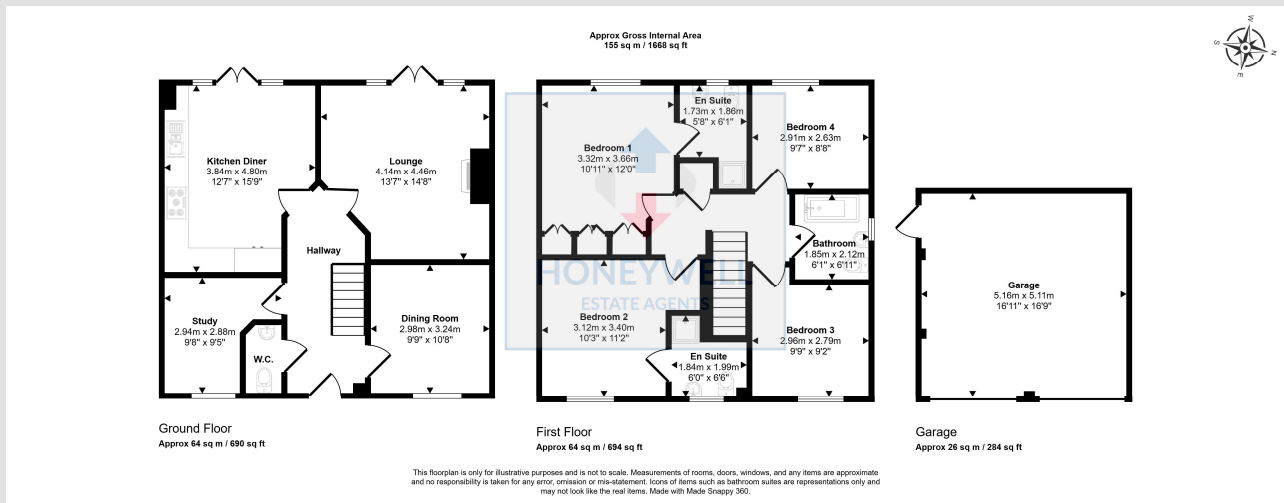 Approx Gross Internal Area
155 sq m / 1668 sq ft
W
S
N
E
Kitchen Diner
3.84m x 4.80m
12'7" x 15'9"
Lounge
4.14m x 4.46m
13'7" x 14'8"
Hallway
Study
2.94m x 2.88m
9'8" x 9'5"
W.C.
Dining Room
2.98m x 3.24m
9'9" x 10'8"
Ground Floor
Approx 64 sq m / 690 sq ft
Bedroom 1
3.32m x 3.66m
10'11" x 12'0"
En Suite
1.73m x 1.86m
5'8" x 6'1"
Bedroom 4
2.91m x 2.63m
9'7" x 8'8"
Bathroom
1.85m x 2.12m
6'1" x 6'11"
HONEYWELL
ESTATE AGENTS
Bedroom 2
3.12m x 3.40m
10'3" x 11'2"
En Suite
1.84m x 1.99m
6'0" x 6'6"
Bedroom 3
2.96m x 2.79m
9'9" x 9'2"
First Floor
Approx 64 sq m / 694 sq ft
Garage
5.16m x 5.11m
16'11" x 16'9"
Garage
Approx 26 sq m / 284 sq ft
This floorplan is only for illustrative purposes and is not to scale. Measurements of rooms, doors, windows, and any items are approximate
and no responsibility is taken for any error, omission or mis-statement. Icons of items such as bathroom suites are representations only and
may not look like the real items. Made with Made Snappy 360.